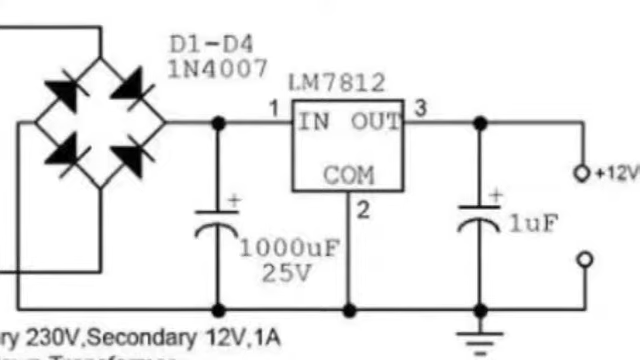 D1-D4
1N4007
LM7812
1
IN
OUT
3
COM
2
+
1000uF
25V
+
1uF
+12V
ry 230V,Secondary 12V,1A